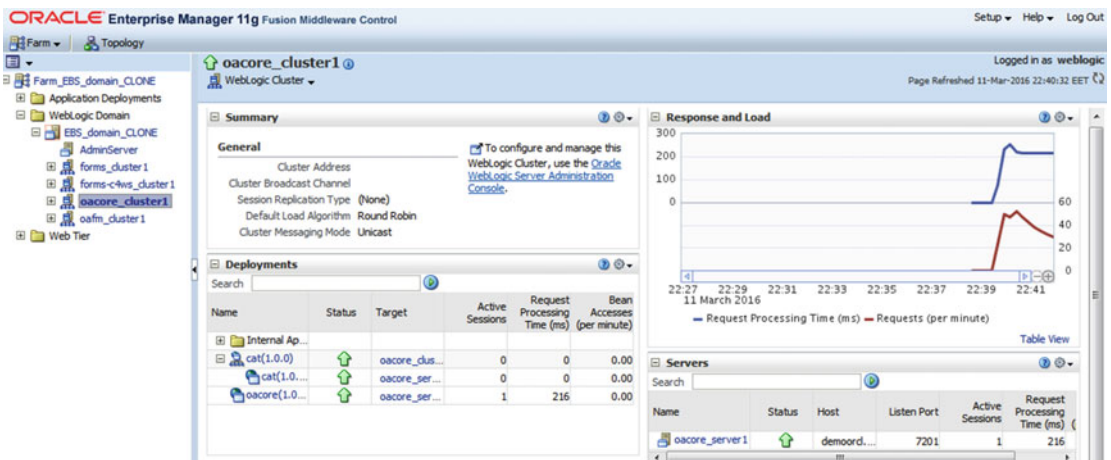 ORACLE Enterprise Manager 11g Fusion Middleware Control
Setup Help Log Out
Farm Topology
Farm_EBS_domain_CLONE
Application Deployments
WebLogic Domain
EBS_domain_CLONE
AdminServer
forms_cluster1
forms-c4ws_cluster1
oacore_cluster1
oafm_cluster1
Web Tier
oacore_cluster1
WebLogic Cluster
Logged in as weblogic
Page Refreshed 11-Mar-2016 22:40:32 EET
Summary
General
Cluster Address
Cluster Broadcast Channel
Session Replication Type (None)
Default Load Algorithm Round Robin
Cluster Messaging Mode Unicast
To configure and manage this
WebLogic Cluster, use the Oracle
WebLogic Server Administration
Console.
Deployments
Search
Name Status Target Active Sessions Request Processing Time (ms) Bean Accesses (per minute)
Internal Ap...
cat(1.0.0) oacore_clus... 0 0 0.00
cat(1.0.... oacore_ser... 0 0 0.00
oacore(1.0... oacore_ser... 1 216 0.00
Response and Load
300
200
100
0
60
40
20
0
22:27 22:29 22:31 22:33 22:35 22:37 22:39 22:41
11 March 2016
Request Processing Time (ms) Requests (per minute)
Table View
Servers
Search
Name Status Host Listen Port Active Sessions Request Processing Time (ms) (
oacore_server1 demoord.... 7201 1 216